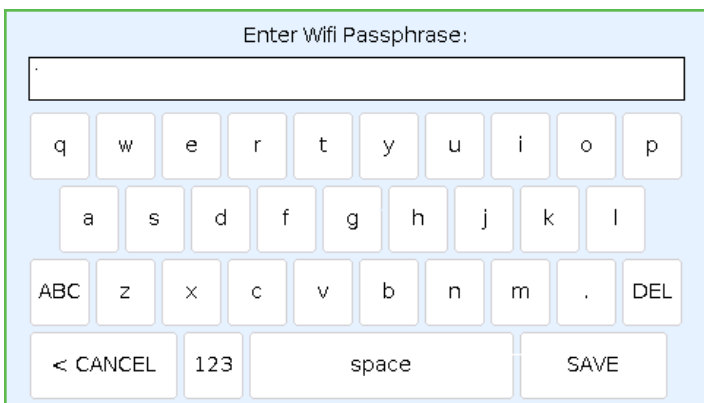 Enter Wifi Passphrase:
q w e r t y u i o p
a s d f g h j k l
ABC z x c v b n m . DEL
< CANCEL 123 space SAVE